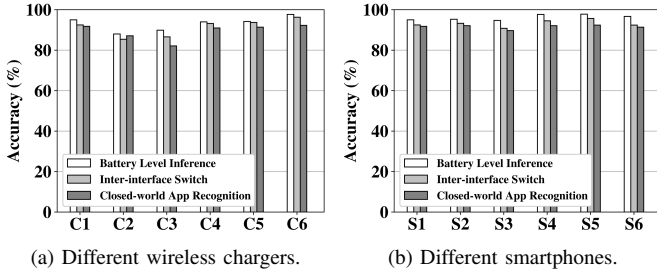 100
80
60
40
20
0
Accuracy (%)
Battery Level Inference
Inter-interface Switch
Closed-world App Recognition
C1 C2 C3 C4 C5 C6
(a) Different wireless chargers.
100
80
60
40
20
0
Accuracy (%)
Battery Level Inference
Inter-interface Switch
Closed-world App Recognition
S1 S2 S3 S4 S5 S6
(b) Different smartphones.